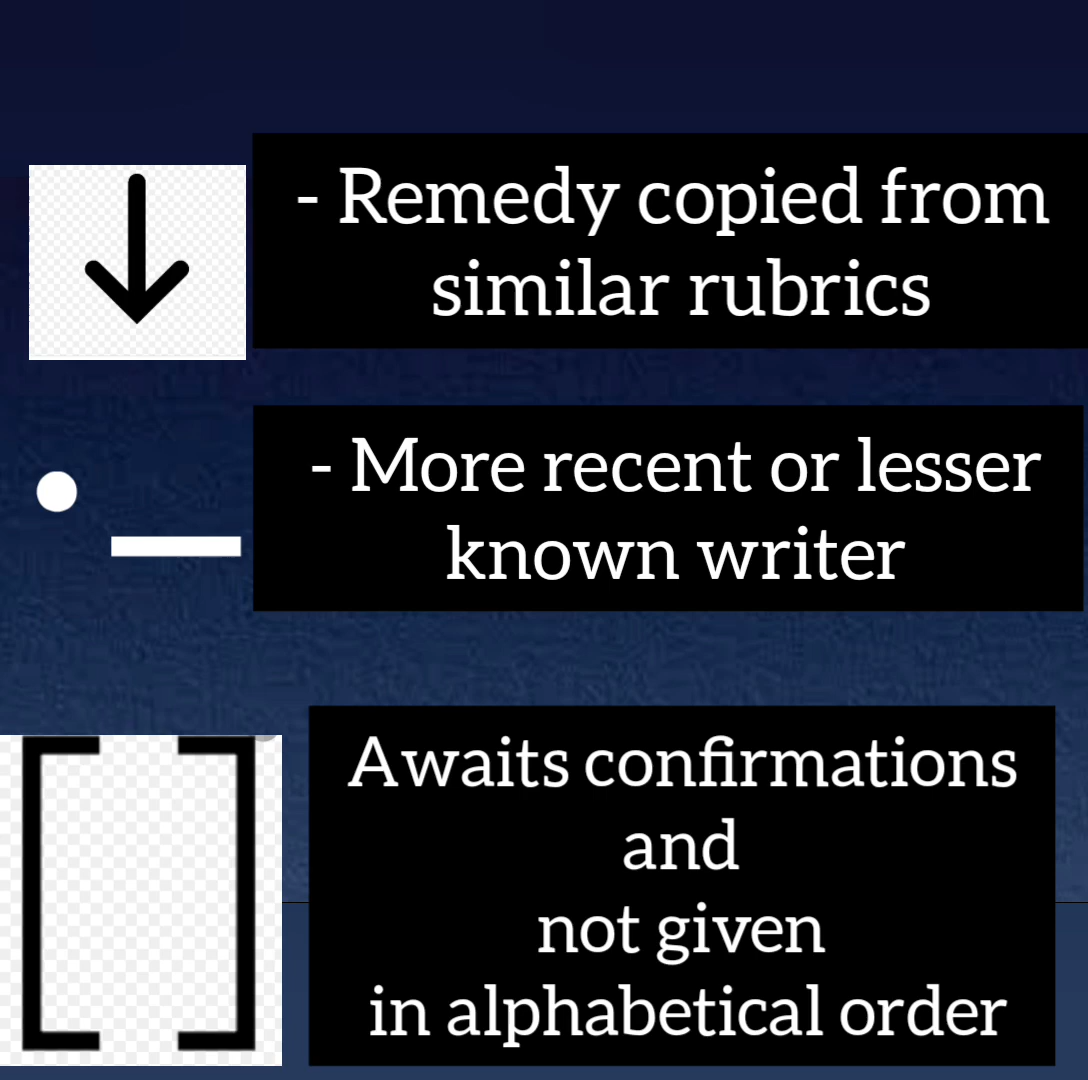 - Remedy copied from
similar rubrics
- More recent or lesser
known writer
[ ]
Awaits confirmations
and
not given
in alphabetical order